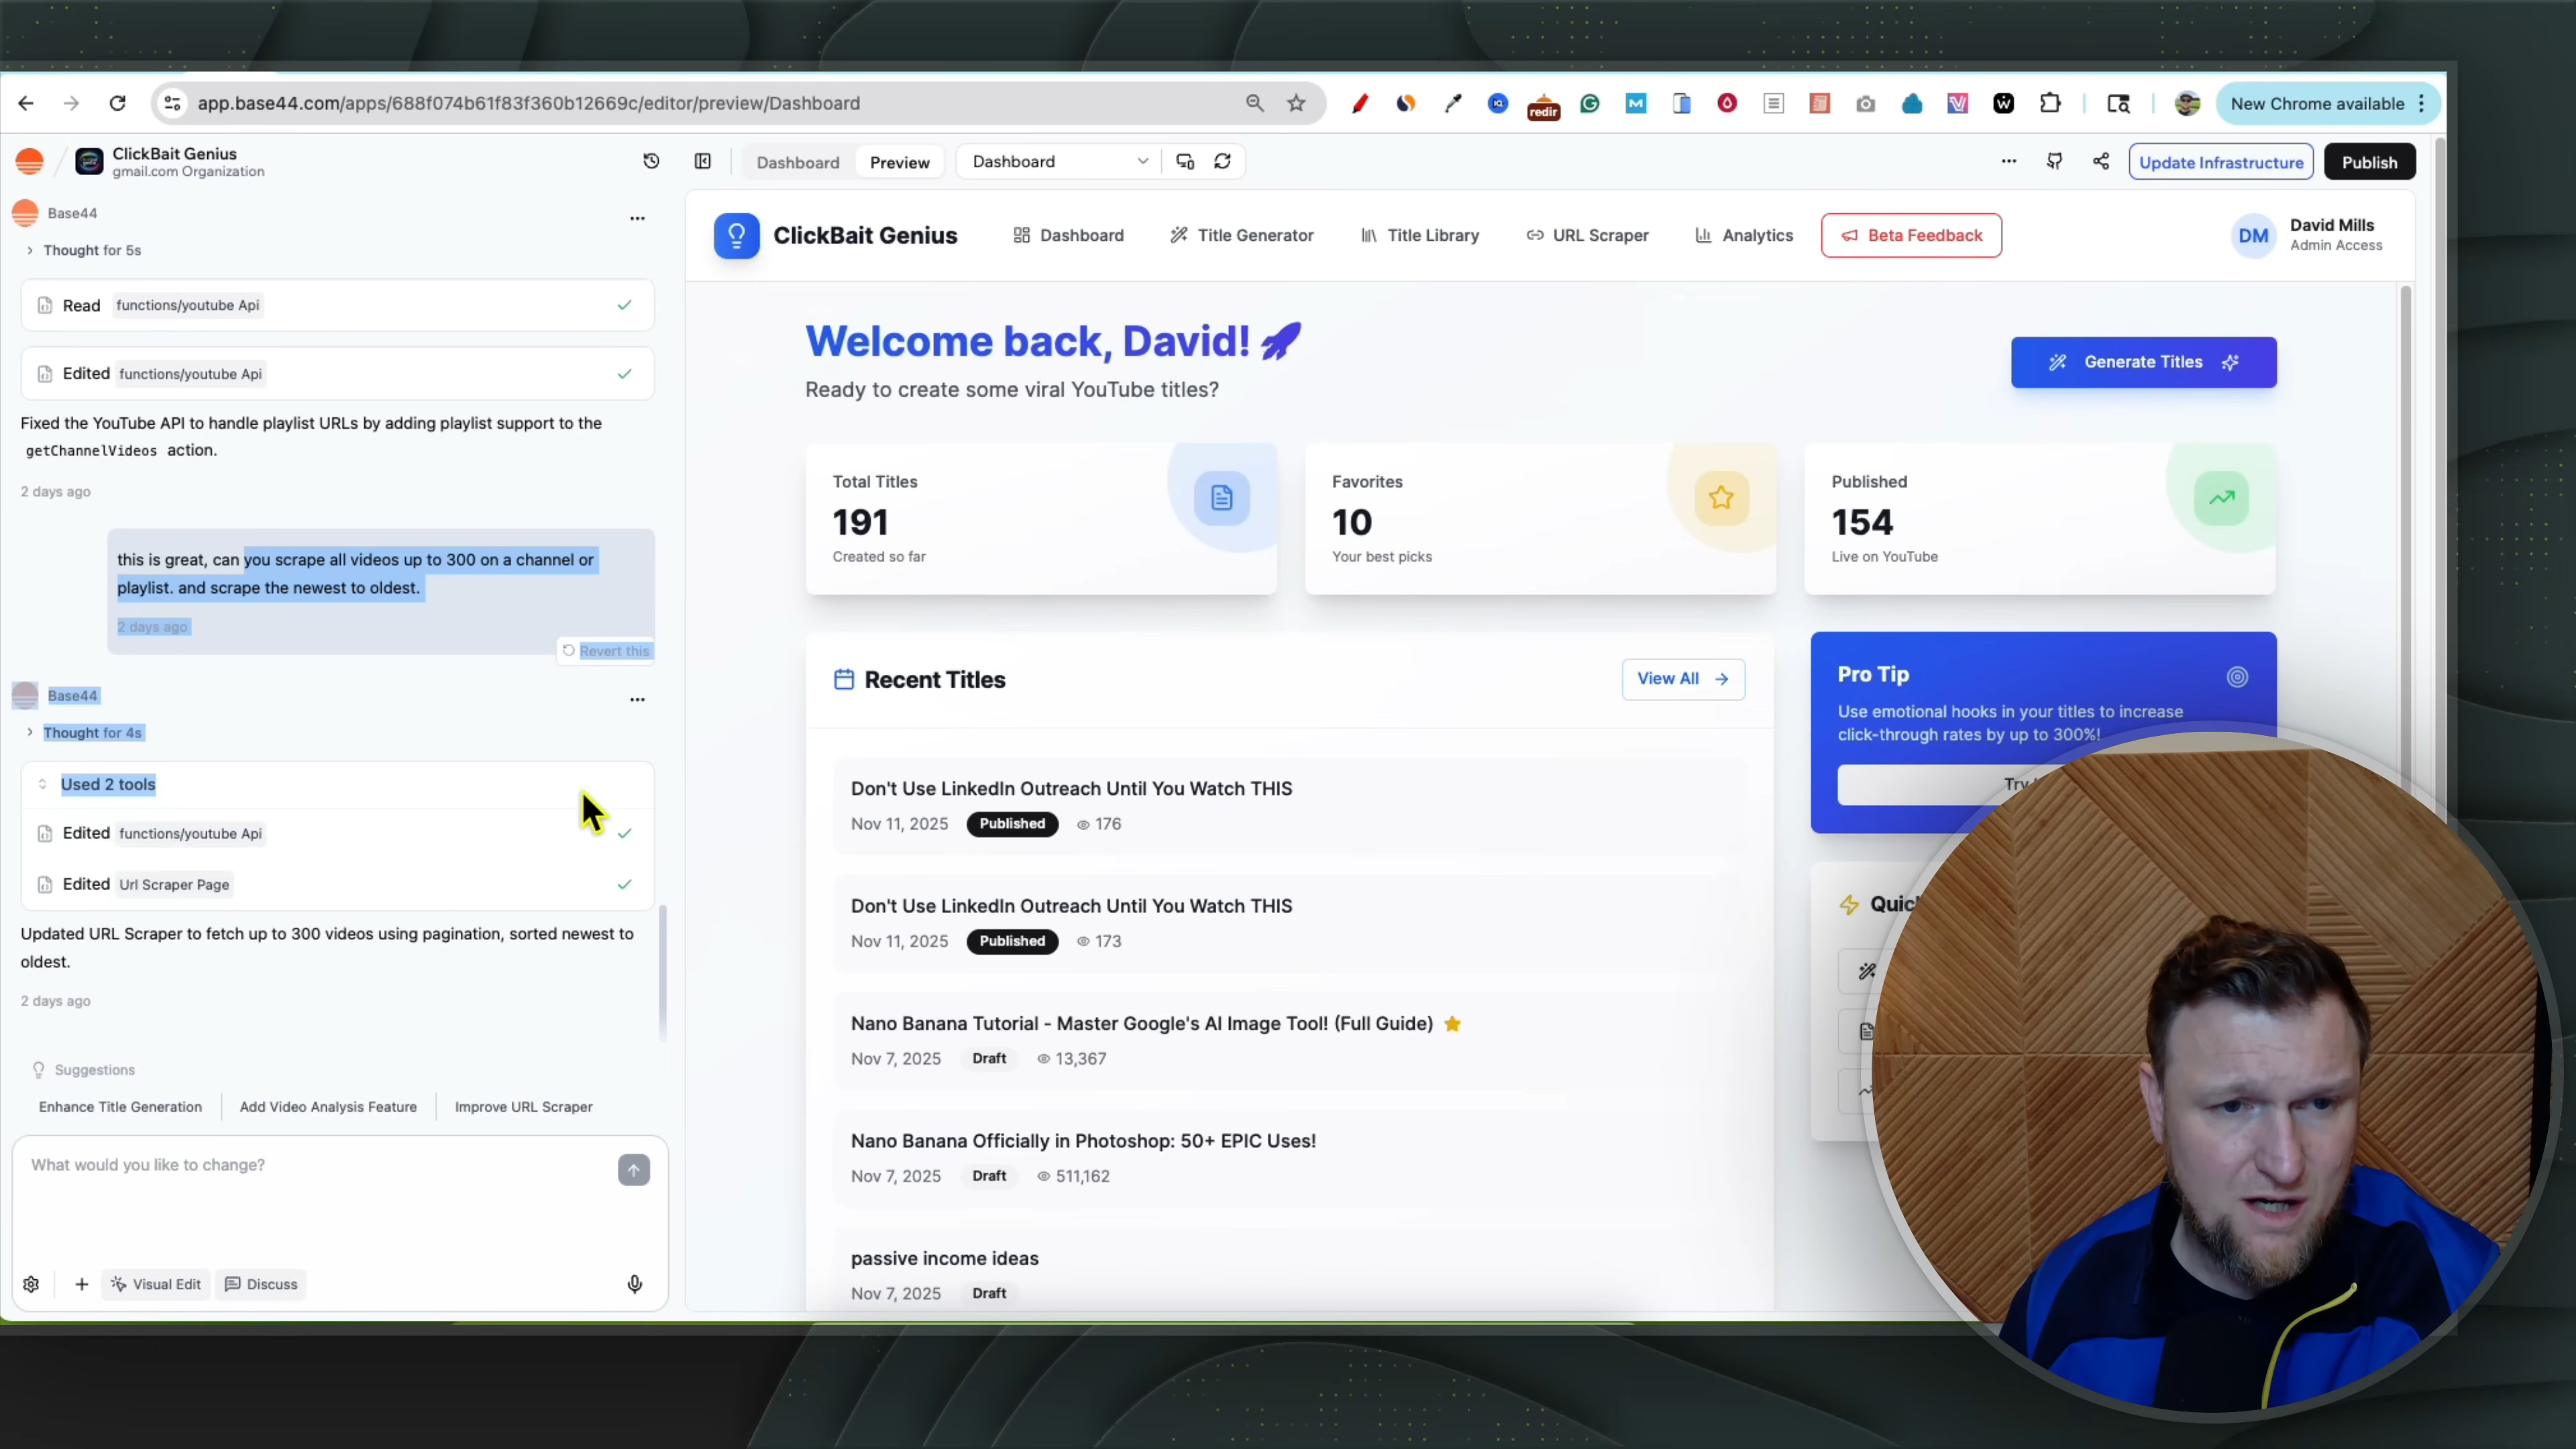 app.base44.com/apps/688f074b61f83f360b12669c/editor/preview/Dashboard
redir
New Chrome available
ClickBait Genius
gmail.com Organization
Dashboard
Preview
Dashboard
Update Infrastructure
Publish
Base44
Thought for 5s
Read functions/youtube Api
Edited functions/youtube Api
Fixed the YouTube API to handle playlist URLs by adding playlist support to the
getChannelVideos action.
2 days ago
this is great, can you scrape all videos up to 300 on a channel or
playlist. and scrape the newest to oldest.
2 days ago
Revert this
Base44
Thought for 4s
Used 2 tools
Edited functions/youtube Api
Edited Url Scraper Page
Updated URL Scraper to fetch up to 300 videos using pagination, sorted newest to
oldest.
2 days ago
Suggestions
Enhance Title Generation
Add Video Analysis Feature
Improve URL Scraper
What would you like to change?
Visual Edit
Discuss
ClickBait Genius
Dashboard
Title Generator
Title Library
URL Scraper
Analytics
Beta Feedback
DM
David Mills
Admin Access
Welcome back, David!
Ready to create some viral YouTube titles?
Generate Titles
Total Titles
191
Created so far
Favorites
10
Your best picks
Published
154
Live on YouTube
Recent Titles
View All
Don't Use LinkedIn Outreach Until You Watch THIS
Nov 11, 2025 Published 176
Don't Use LinkedIn Outreach Until You Watch THIS
Nov 11, 2025 Published 173
Nano Banana Tutorial - Master Google's AI Image Tool! (Full Guide)
Nov 7, 2025 Draft 13,367
Nano Banana Officially in Photoshop: 50+ EPIC Uses!
Nov 7, 2025 Draft 511,162
passive income ideas
Nov 7, 2025 Draft
Pro Tip
Use emotional hooks in your titles to increase
click-through rates by up to 300%!